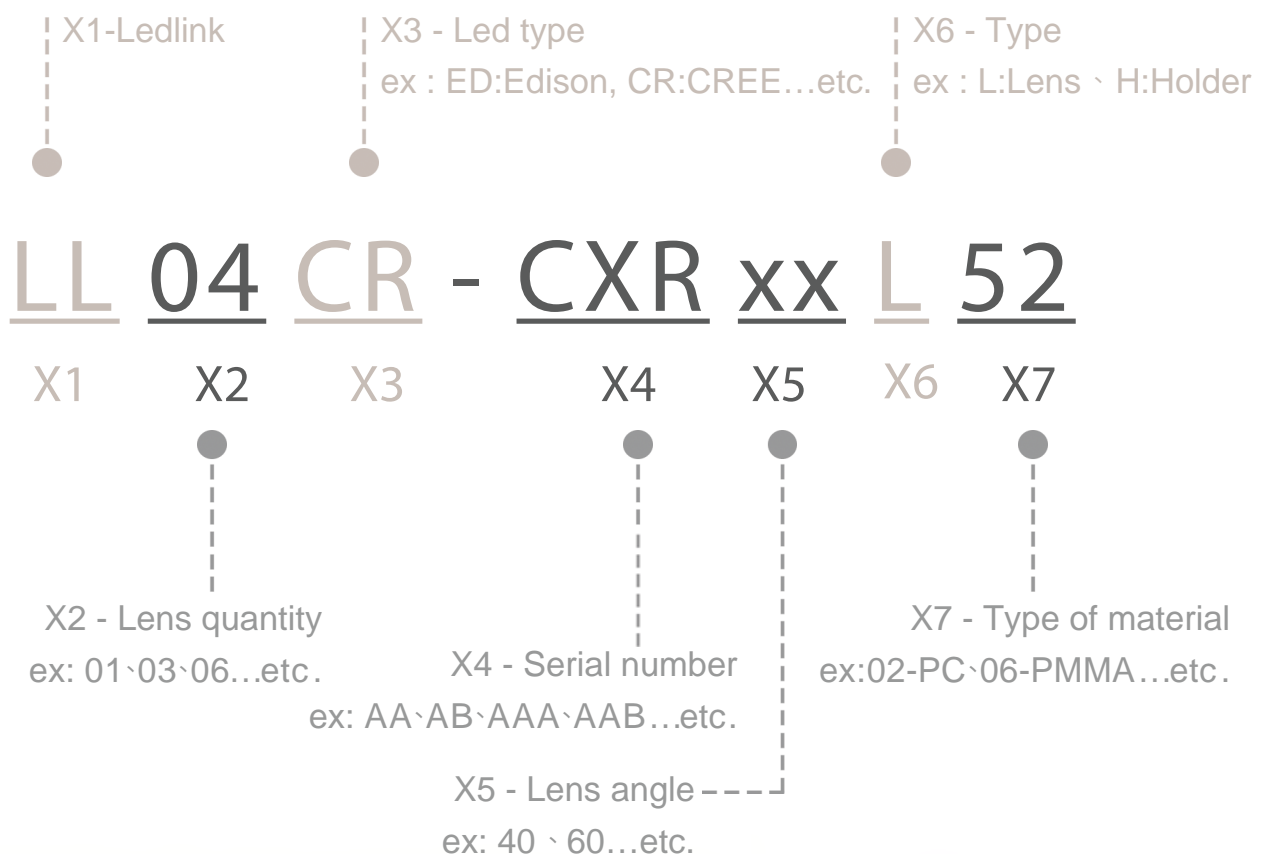 X1-Ledlink
X3 - Led type
ex : ED:Edison, CR:CREE…etc.
X6 - Type
ex : L:Lens、H:Holder
LL 04 CR - CXR xx L 52
X1 X2 X3 X4 X5 X6 X7
X2 - Lens quantity
ex: 01、03、06…etc.
X4 - Serial number
ex: AA、AB、AAA、AAB…etc.
X5 - Lens angle
ex: 40 、60…etc.
X7 - Type of material
ex:02-PC、06-PMMA…etc.